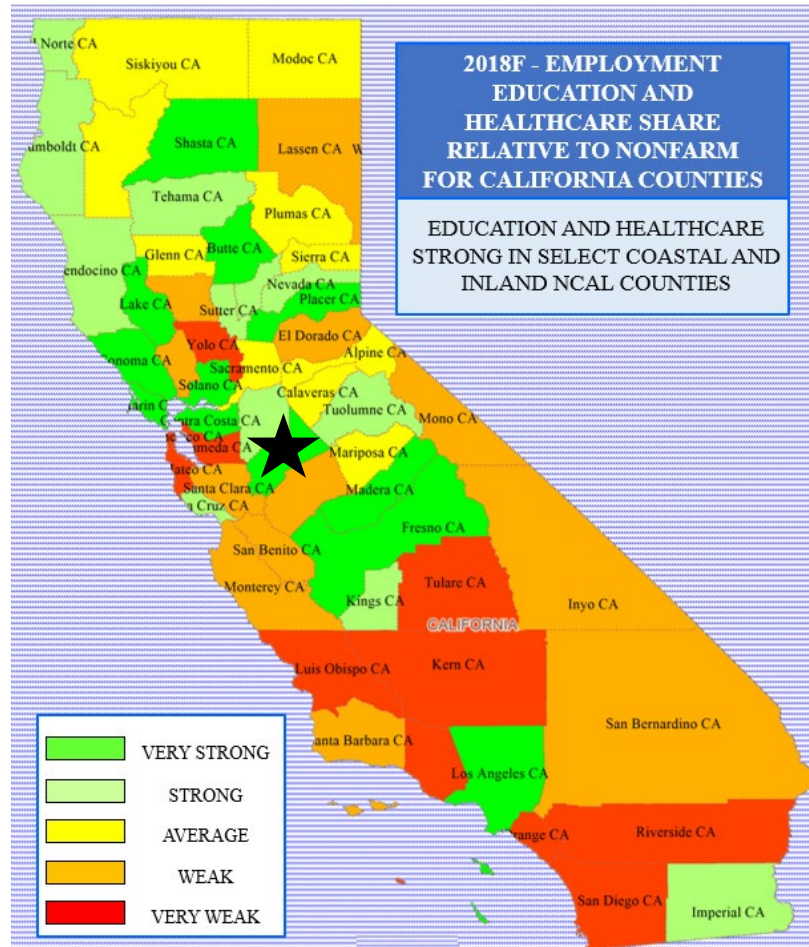 2018F - EMPLOYMENT
EDUCATION AND
HEALTHCARE SHARE
RELATIVE TO NONFARM
FOR CALIFORNIA COUNTIES
EDUCATION AND HEALTHCARE
STRONG IN SELECT COASTAL AND
INLAND NCAL COUNTIES
Norte CA
Siskiyou CA
Modoc CA
umboldt CA
Shasta CA
Lassen CA
W
Tehama CA
Plumas CA
Glenn CA
Butte CA
Sierra CA
endocino CA
Nevada CA
Lake CA
Placer CA
Sutter CA
Yolo CA
El Dorado CA
onoma CA
Sacramento CA
Alpine CA
Solano CA
Calaveras CA
arin C
Tuolumne CA
ntra Costa CA
Mono CA
ameda CA
Mariposa CA
ateo CA
Santa Clara CA
Madera CA
Cruz CA
Fresno CA
San Benito CA
Tulare CA
Monterey CA
Kings CA
Inyo CA
CALIFORNIA
Luis Obispo CA
Kern CA
San Bernardino CA
anta Barbara CA
Los Angeles CA
range CA
Riverside CA
San Diego CA
Imperial CA
VERY STRONG
STRONG
AVERAGE
WEAK
VERY WEAK